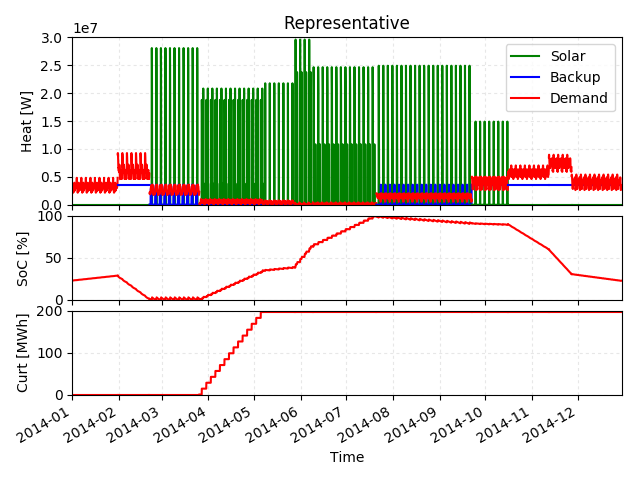 Representative
1e7
3.0
2.5
2.0
1.5
1.0
0.5
0.0
Heat [W]
Solar
Backup
Demand
100
50
0
SoC [%]
200
100
0
Curt [MWh]
2014-01
2014-02
2014-03
2014-04
2014-05
2014-06
2014-07
2014-08
2014-09
2014-10
2014-11
2014-12
Time